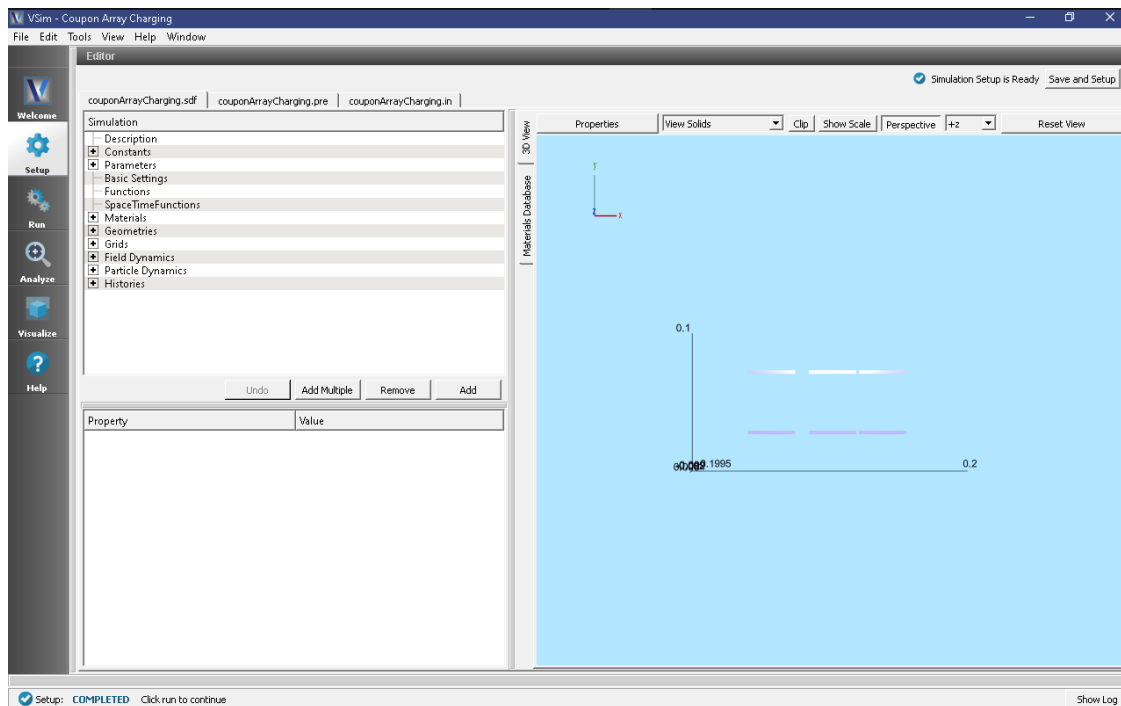 VSim - Coupon Array Charging
File Edit Tools View Help Window
Editor
Simulation Setup is Ready Save and Setup
couponArrayCharging.sdf couponArrayCharging.pre couponArrayCharging.in
Welcome
Setup
Run
Analyze
Visualize
Help
Simulation
Description
Constants
Parameters
Basic Settings
Functions
SpaceTimeFunctions
Materials
Geometries
Grids
Field Dynamics
Particle Dynamics
Histories
Undo Add Multiple Remove Add
Property Value
3D View
Materials Database
Properties View Solids Clip Show Scale Perspective +z Reset View
y
z x
0.1
0.2
Setup: COMPLETED Click run to continue
Show Log